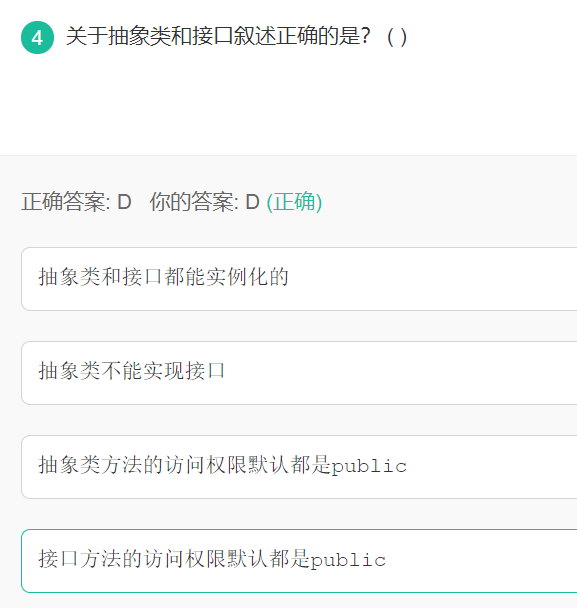 4 关于抽象类和接口叙述正确的是? ( )
正确答案: D 你的答案: D (正确)
抽象类和接口都能实例化的
抽象类不能实现接口
抽象类方法的访问权限默认都是public
接口方法的访问权限默认都是public